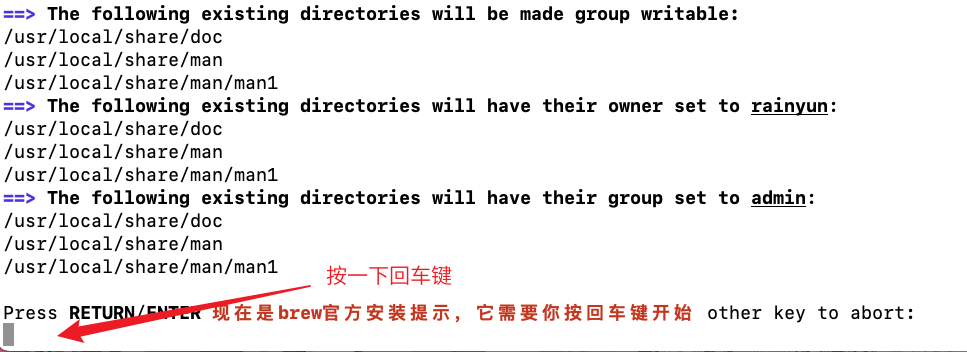 ==> The following existing directories will be made group writable:
/usr/local/share/doc
/usr/local/share/man
/usr/local/share/man/man1
==> The following existing directories will have their owner set to rainyun:
/usr/local/share/doc
/usr/local/share/man
/usr/local/share/man/man1
==> The following existing directories will have their group set to admin:
/usr/local/share/doc
/usr/local/share/man
/usr/local/share/man/man1
按一下回车键
Press RETURN/ENTER 现在是brew官方安装提示，它需要你按回车键开始 other key to abort: